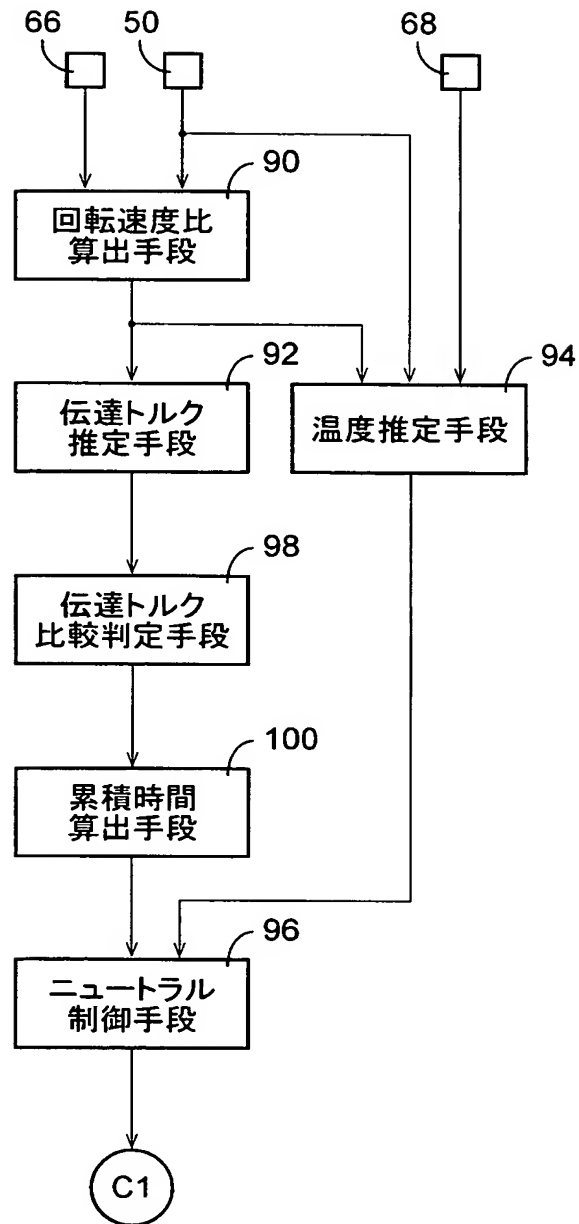 66
50
68
90
回転速度比
算出手段
92
伝達トルク
推定手段
94
温度推定手段
98
伝達トルク
比較判定手段
100
累積時間
算出手段
96
ニュートラル
制御手段
C1